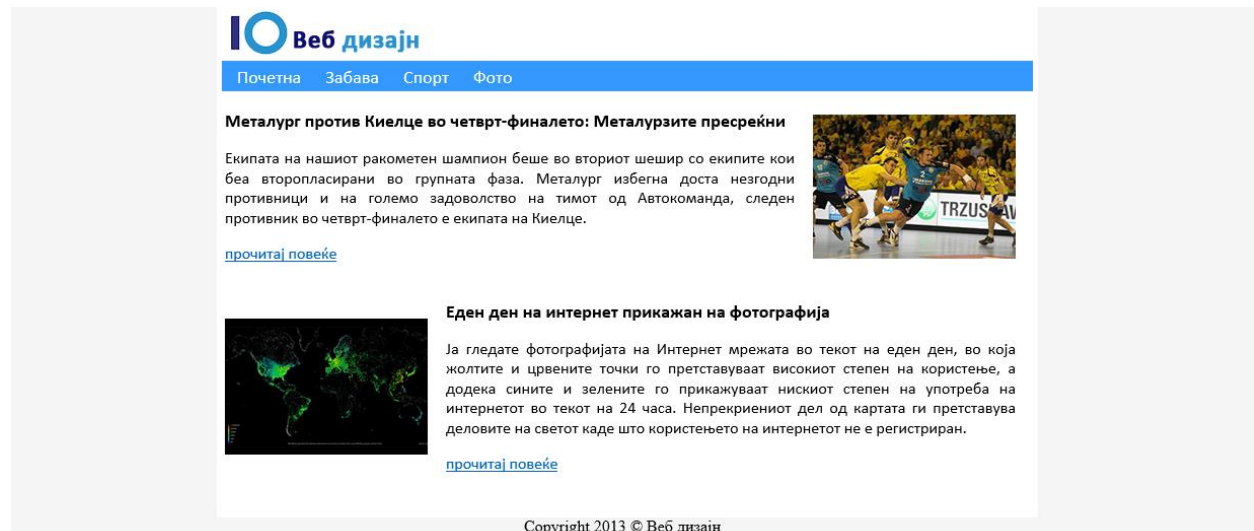 IO Веб дизајн
Почетна Забава Спорт Фото
Металург против Киелце во четврт-финалето: Металурзите пресреќни
Екипата на нашиот ракометен шампион беше во вториот шешир со екипите кои
беа второпласирани во групната фаза. Металург избегна доста незгодни
противници и на големо задоволство на тимот од Автокоманда, следен
противник во четврт-финалето е екипата на Киелце.
TRZUS
прочитај повеќе
Еден ден на интернет прикажан на фотографија
Ја гледате фотографијата на Интернет мрежата во текот на еден ден, во која
жолтите и црвените точки го претставуваат високиот степен на користење, а
додека сините и зелените го прикажуваат нискиот степен на употреба на
интернетот во текот на 24 часа. Непрекриениот дел од картата ги претставува
деловите на светот каде што користењето на интернетот не е регистриран.
прочитај повеќе
Copyright 2013 © Веб дизајн